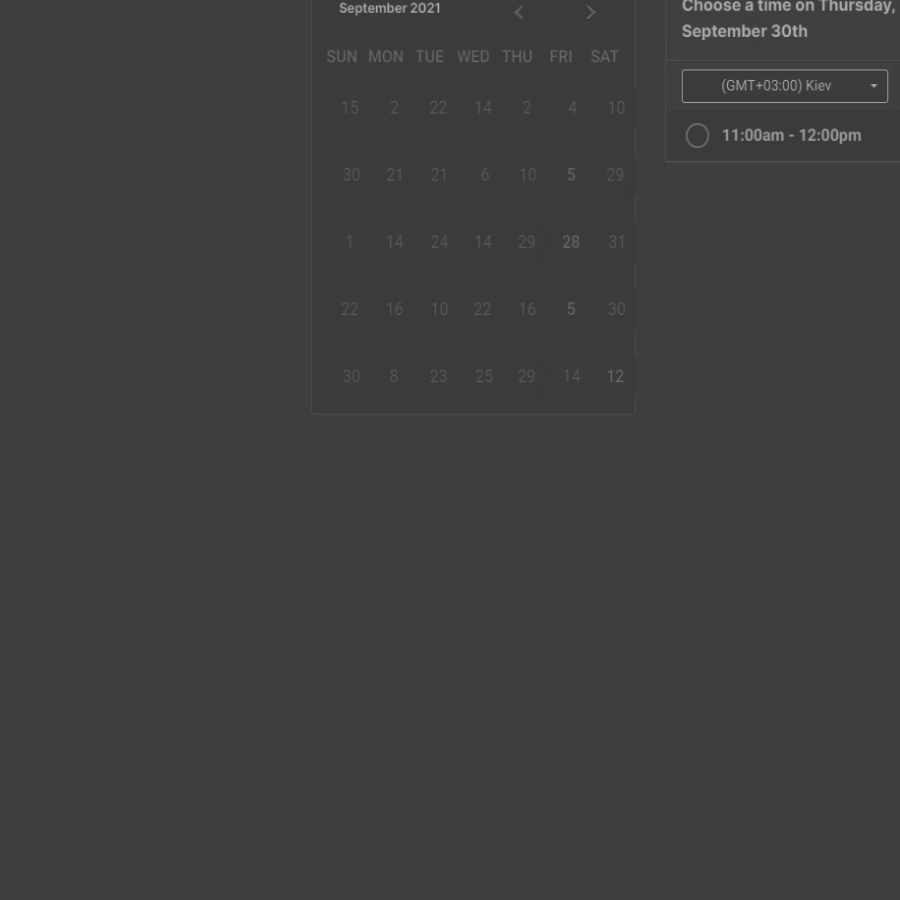 September 2021
SUN MON TUE WED THU FRI SAT
15 2 22 14 2 4 10
30 21 21 6 10 5 29
1 14 24 14 29 28 31
22 16 10 22 16 5 30
30 8 23 25 29 14 12
Choose a time on Thursday,
September 30th
(GMT+03:00) Kiev
11:00am - 12:00pm